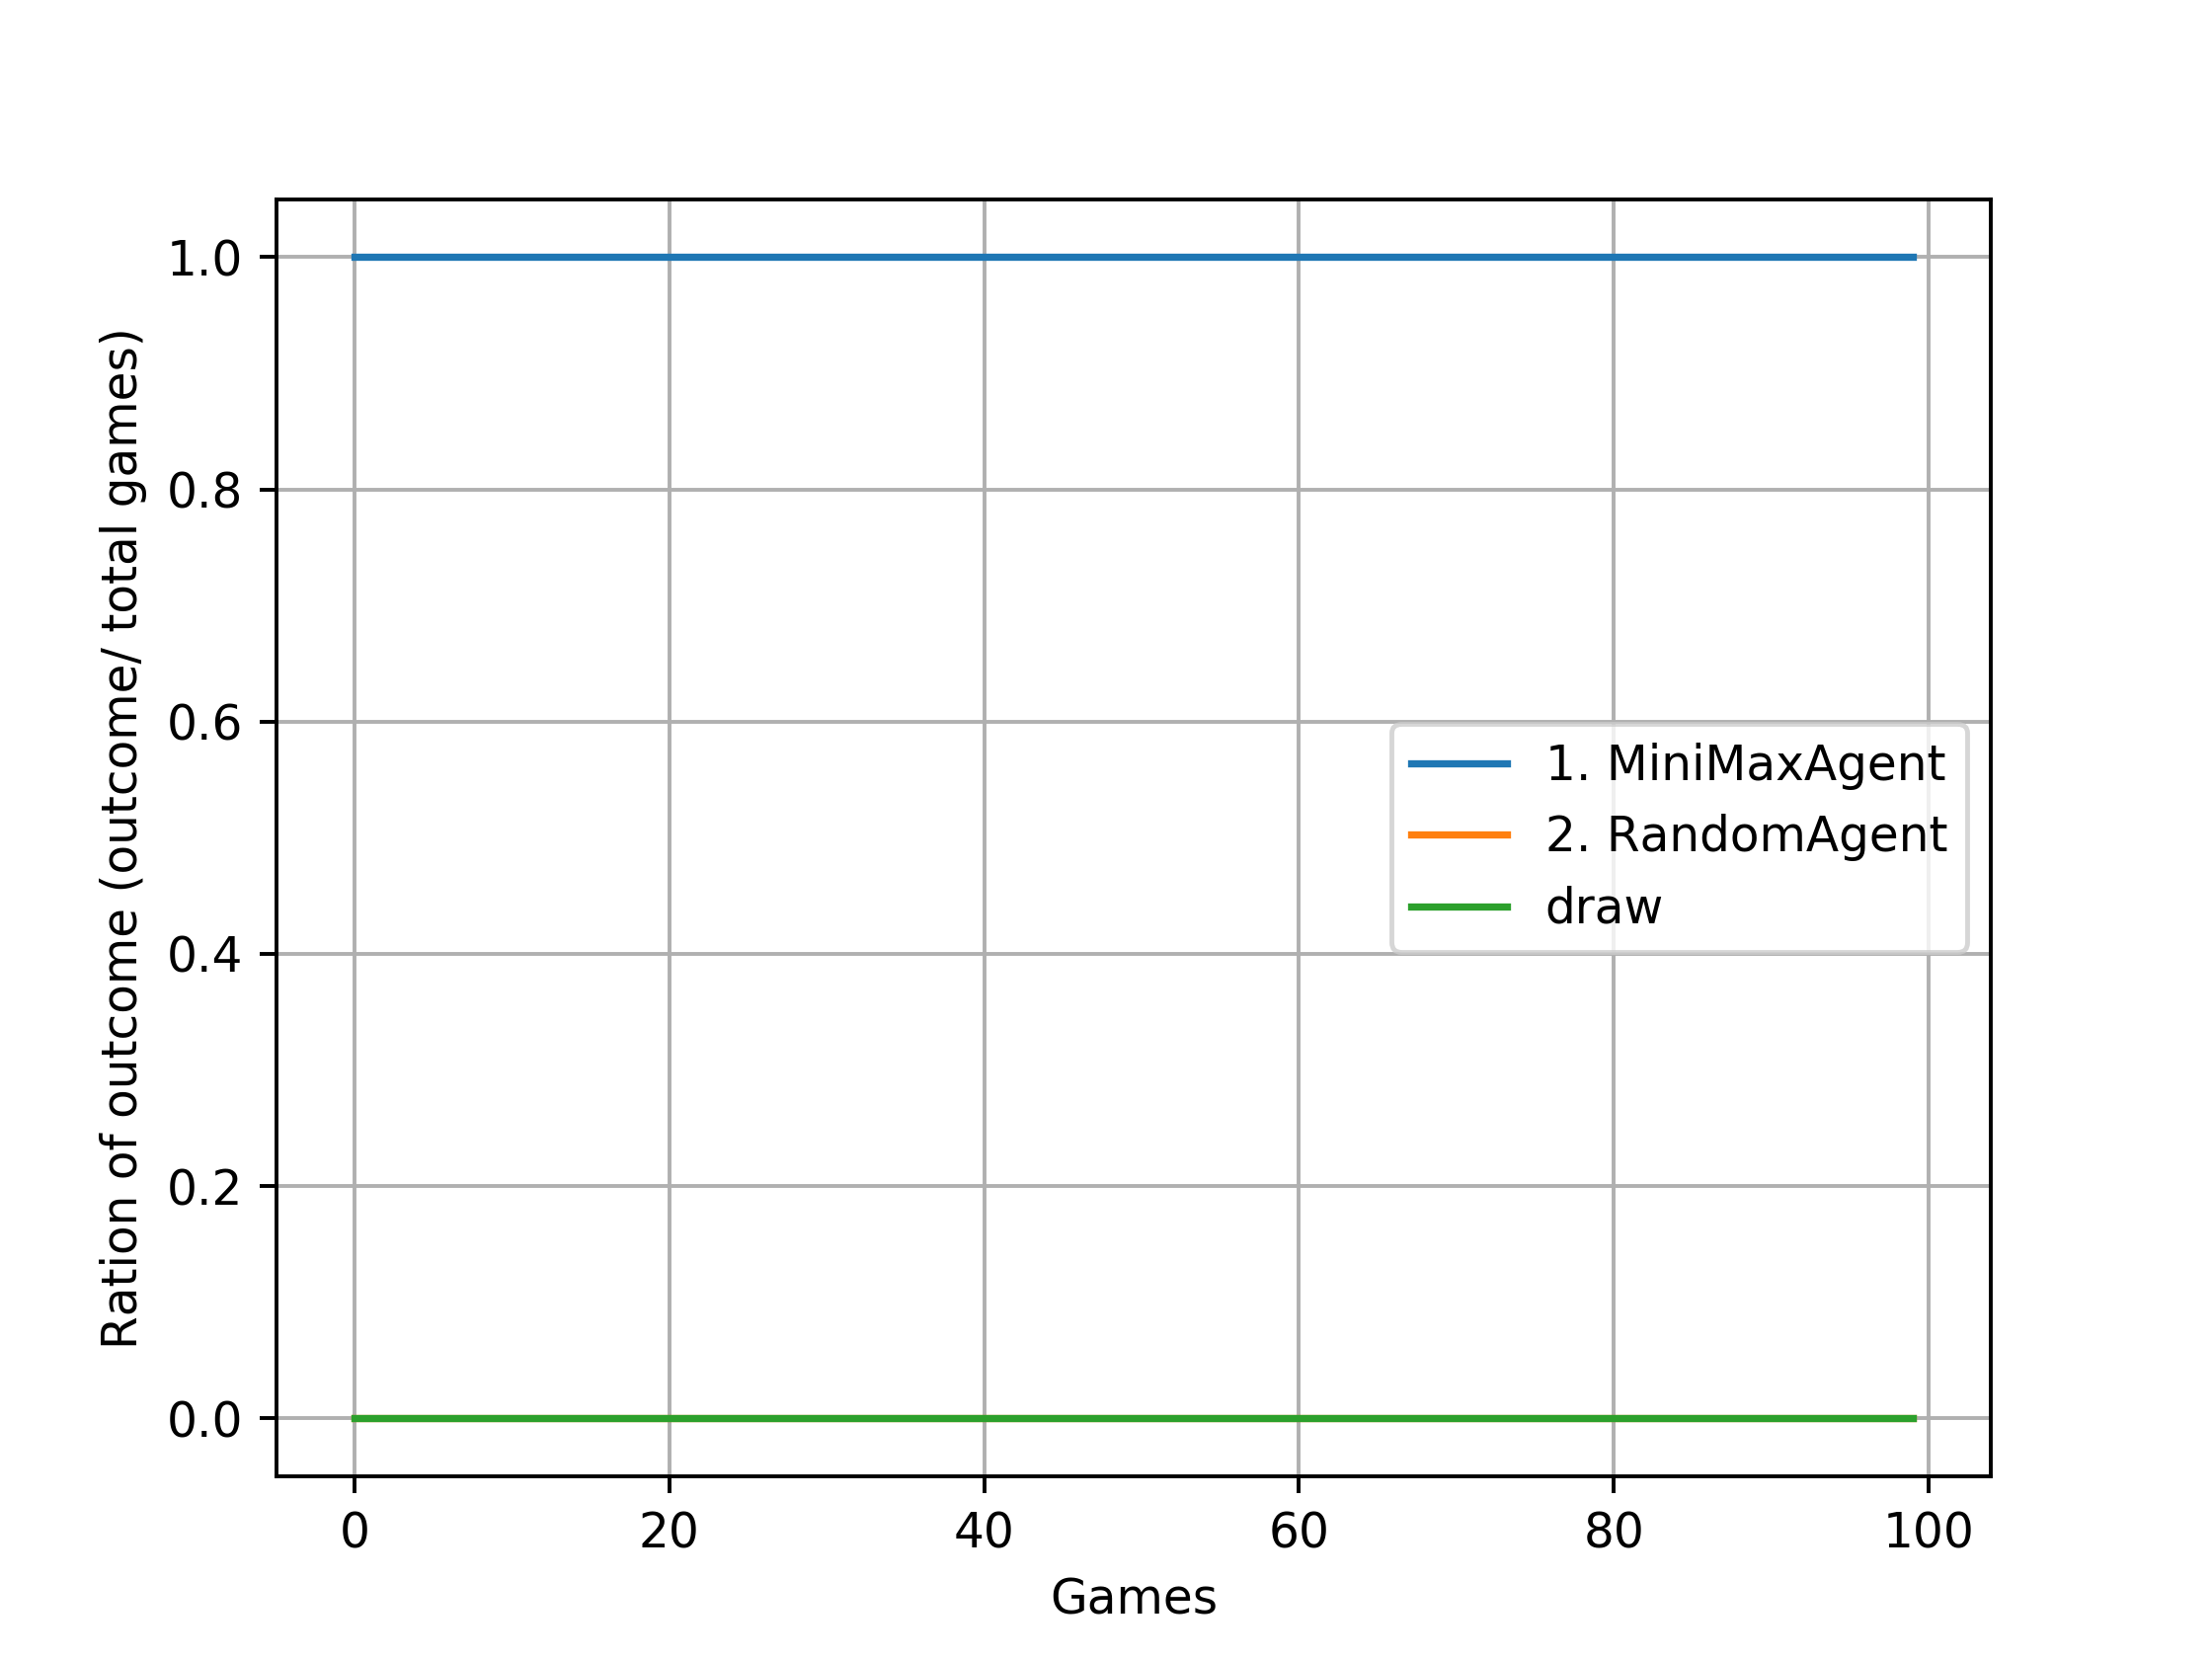 Ration of outcome (outcome/ total games)
1.0
0.8
0.6
0.4
0.2
0.0
1. MiniMaxAgent
2. RandomAgent
draw
0 20 40 60 80 100
Games